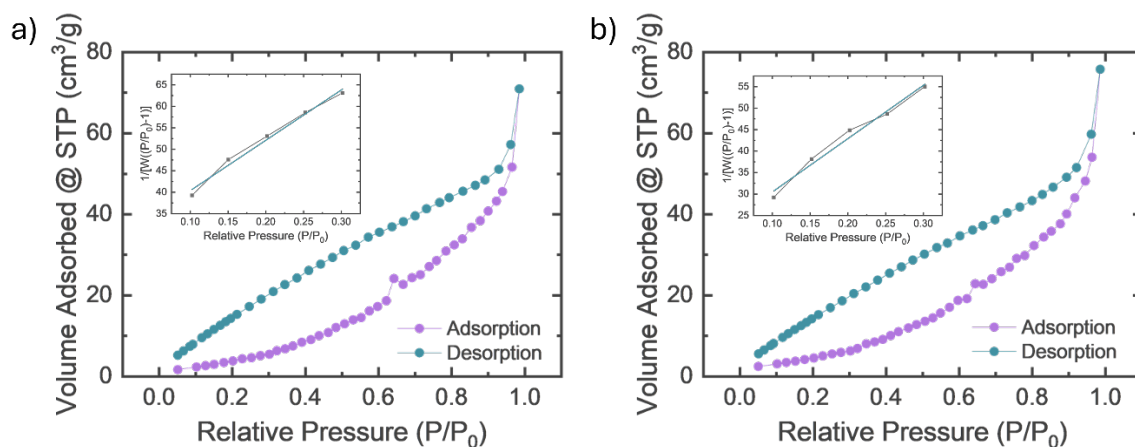 a)
Volume Adsorbed @ STP (cm³/g)
80
60
40
20
0
65
60
55
50
45
40
35
1/[W((P/P₀)-1)]
0.10 0.15 0.20 0.25 0.30
Relative Pressure (P/P₀)
Adsorption
Desorption
0.0 0.2 0.4 0.6 0.8 1.0
Relative Pressure (P/P₀)
b)
Volume Adsorbed @ STP (cm³/g)
80
60
40
20
0
55
50
45
40
35
30
25
1/[W((P/P₀)-1)]
0.10 0.15 0.20 0.25 0.30
Relative Pressure (P/P₀)
Adsorption
Desorption
0.0 0.2 0.4 0.6 0.8 1.0
Relative Pressure (P/P₀)